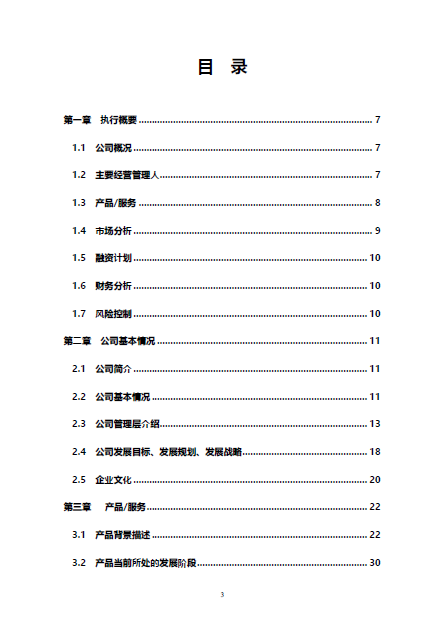 目 录
第一章 执行概要 7
1.1 公司概况 7
1.2 主要经营管理人 7
1.3 产品/服务 8
1.4 市场分析 9
1.5 融资计划 10
1.6 财务分析 10
1.7 风险控制 10
第二章 公司基本情况 11
2.1 公司简介 11
2.2 公司基本情况 11
2.3 公司管理层介绍 13
2.4 公司发展目标、发展规划、发展战略 18
2.5 企业文化 20
第三章 产品/服务 22
3.1 产品背景描述 22
3.2 产品当前所处的发展阶段 30
3